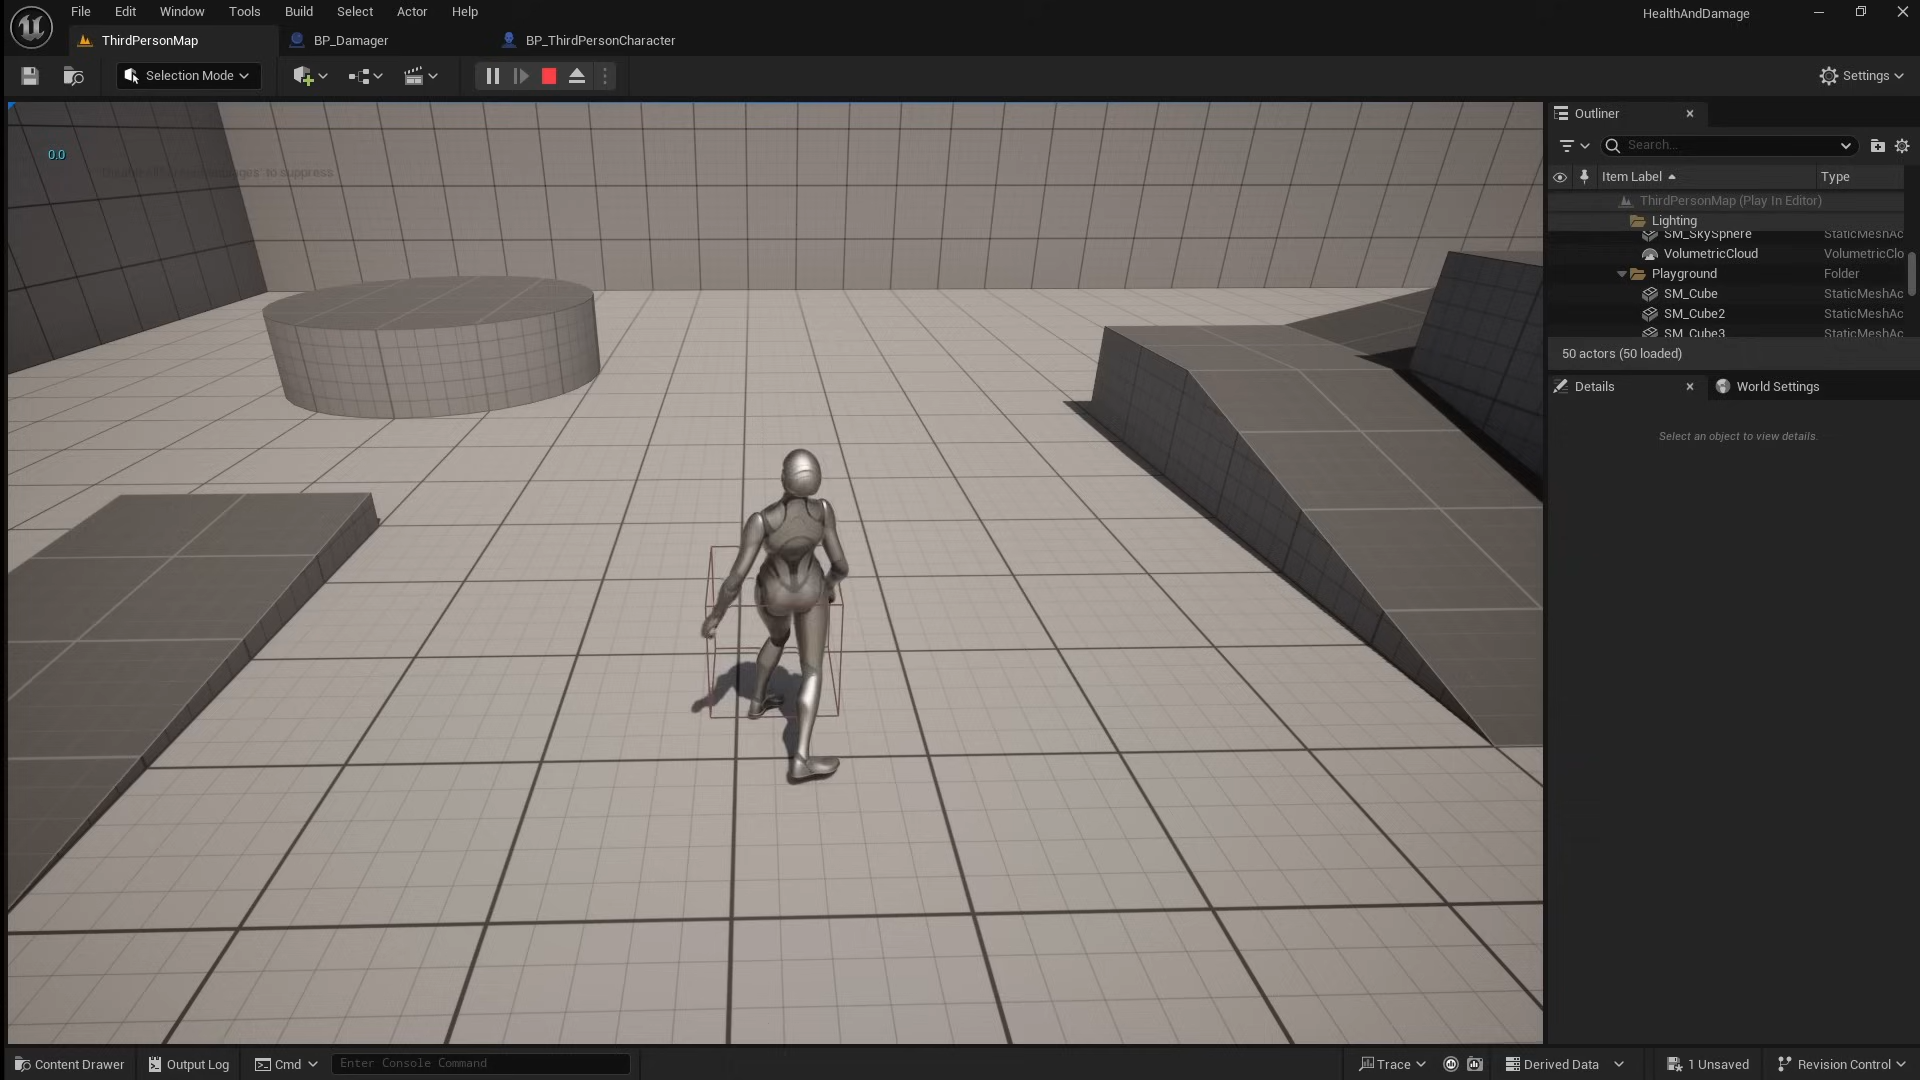 File Edit Window Tools Build Select Actor Help
HealthAndDamage
ThirdPersonMap BP_Damager BP_ThirdPersonCharacter
Selection Mode
Settings
0.0
to suppress
Outliner
Search...
Item Label Type
ThirdPersonMap (Play In Editor)
Lighting
SM_SkySphere StaticMeshAc
VolumetricCloud VolumetricClo
Playground Folder
SM_Cube StaticMeshAc
SM_Cube2 StaticMeshAc
SM_Cube3 StaticMeshAc
50 actors (50 loaded)
Details World Settings
Select an object to view details.
Content Drawer Output Log Cmd Enter Console Command
Trace Derived Data 1 Unsaved Revision Control